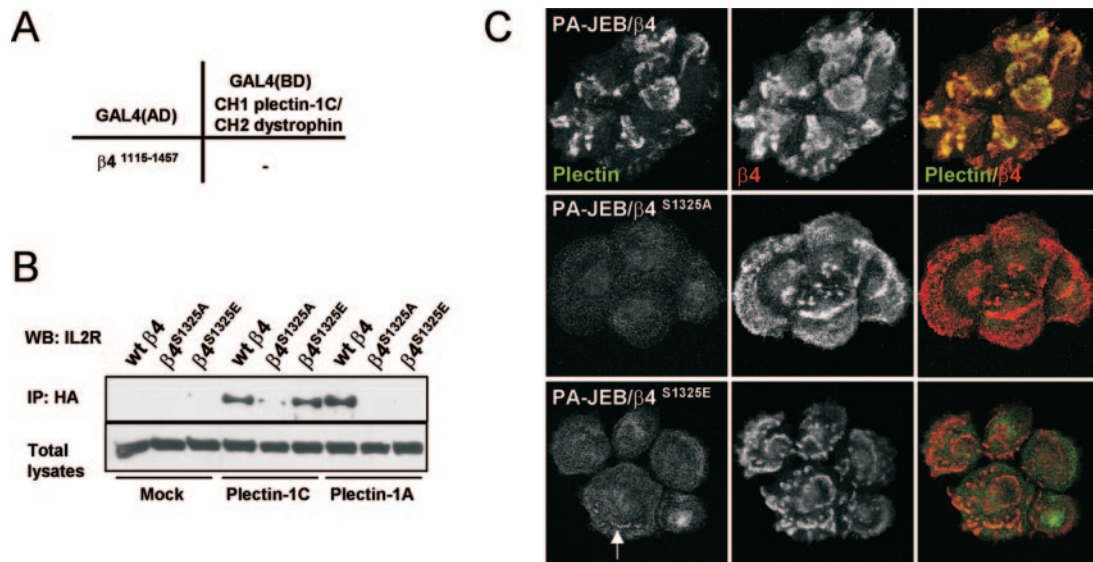 A
GAL4(AD)
GAL4(BD)
CH1 plectin-1C/
CH2 dystrophin
β4 1115-1457
-
B
WB: IL2R
wt β4
β4S1325A
β4S1325E
wt β4
β4S1325A
β4S1325E
wt β4
β4S1325A
β4S1325E
IP: HA
Total
lysates
Mock
Plectin-1C
Plectin-1A
C
PA-JEB/β4
Plectin
β4
Plectin/β4
PA-JEB/β4 S1325A
PA-JEB/β4 S1325E